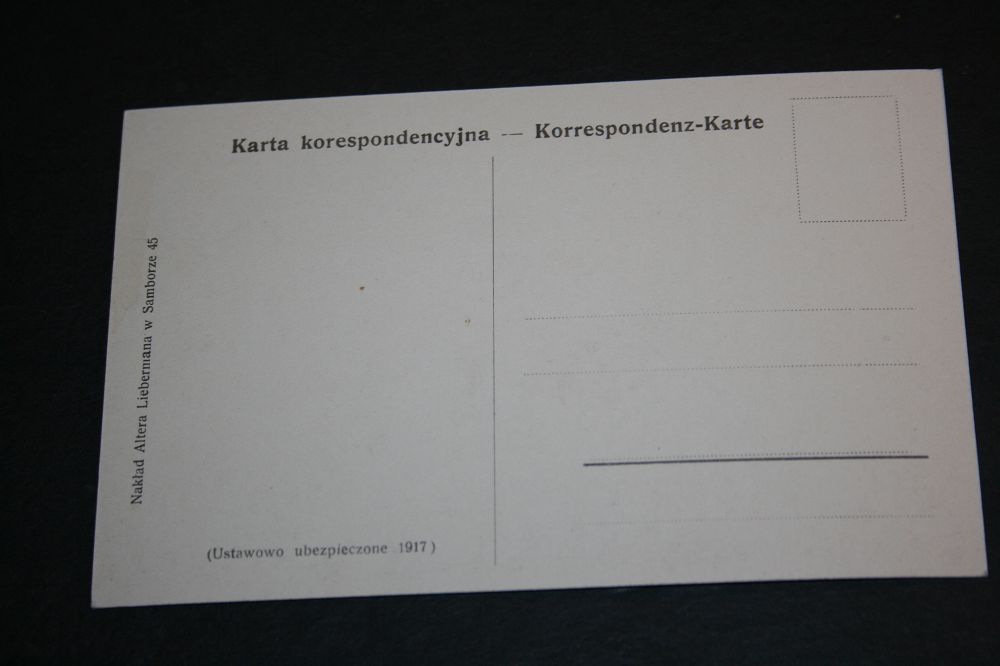 Karta korespondencyjna — Korrespondenz-Karte
Nakład Altera Liebermana w Samborze 45
(Ustawowo ubezpieczone 1917)